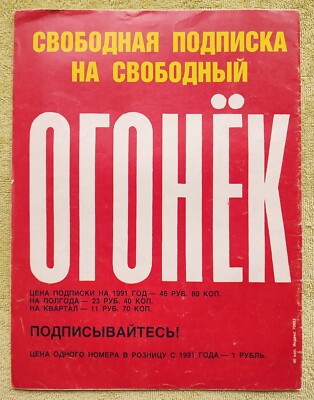 СВОБОДНАЯ ПОДПИСКА
НА СВОБОДНЫЙ
ОГОНЁК
ЦЕНА ПОДПИСКИ НА 1991 ГОД — 46 РУБ. 80 КОП.
НА ПОЛГОДА — 23 РУБ. 40 КОП.
НА КВАРТАЛ — 11 РУБ. 70 КОП.
ПОДПИСЫВАЙТЕСЬ!
ЦЕНА ОДНОГО НОМЕРА В РОЗНИЦУ С 1991 ГОДА — 1 РУБЛЬ.